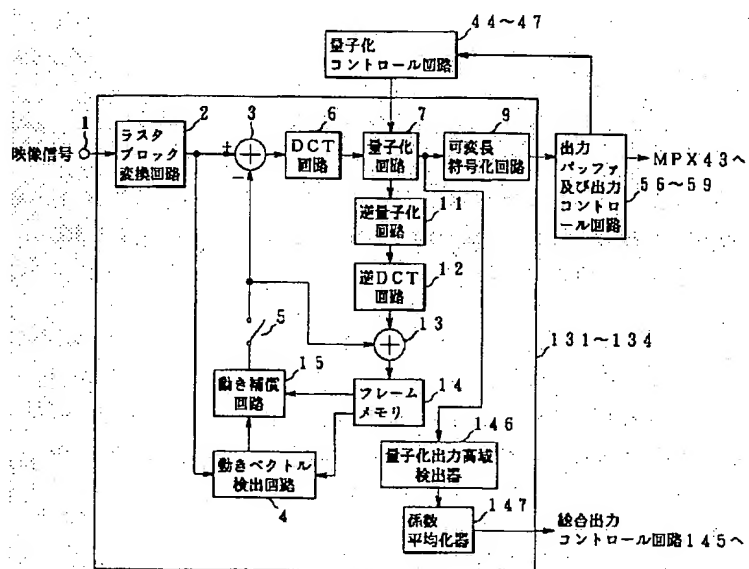 44~47
量子化
コントロール回路
1
映像信号
2
ラスタ
ブロック
変換回路
3
+
-
6
DCT
回路
7
量子化
回路
9
可変長
符号化回路
出力
バッファ
及び出力
コントロ
ール回路
MPX43へ
56~59
11
逆量子化
回路
12
逆DCT
回路
13
5
15
動き補償
回路
14
フレーム
メモリ
131~134
動きベクトル
検出回路
4
146
量子化出力高域
検出器
147
係数
平均化器
総合出力
コントロール回路145へ